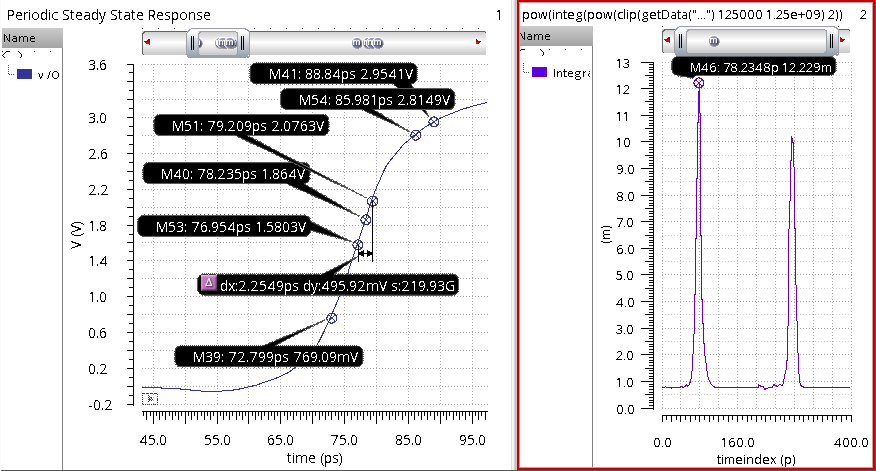 Periodic Steady State Response
1
Name
v /O
3.6
3.0
2.6
2.2
1.8
1.4
1.0
0.6
0.2
-0.2
V (V)
M41: 88.84ps 2.9541V
M54: 85.981ps 2.8149V
M51: 79.209ps 2.0763V
M40: 78.235ps 1.864V
M53: 76.954ps 1.5803V
dx:2.2549ps dy:495.92mV s:219.93G
M39: 72.799ps 769.09mV
45.0 55.0 65.0 75.0 85.0 95.0
time (ps)
pow(integ(pow(clip(getData("...") 125000 1.25e+09) 2))
2
Name
Integra
M46: 78.2348p 12.229m
13
12
11
10.0
9.0
8.0
7.0
6.0
5.0
4.0
3.0
2.0
1.0
0.0
(m)
0.0 160.0 400.0
timeindex (p)